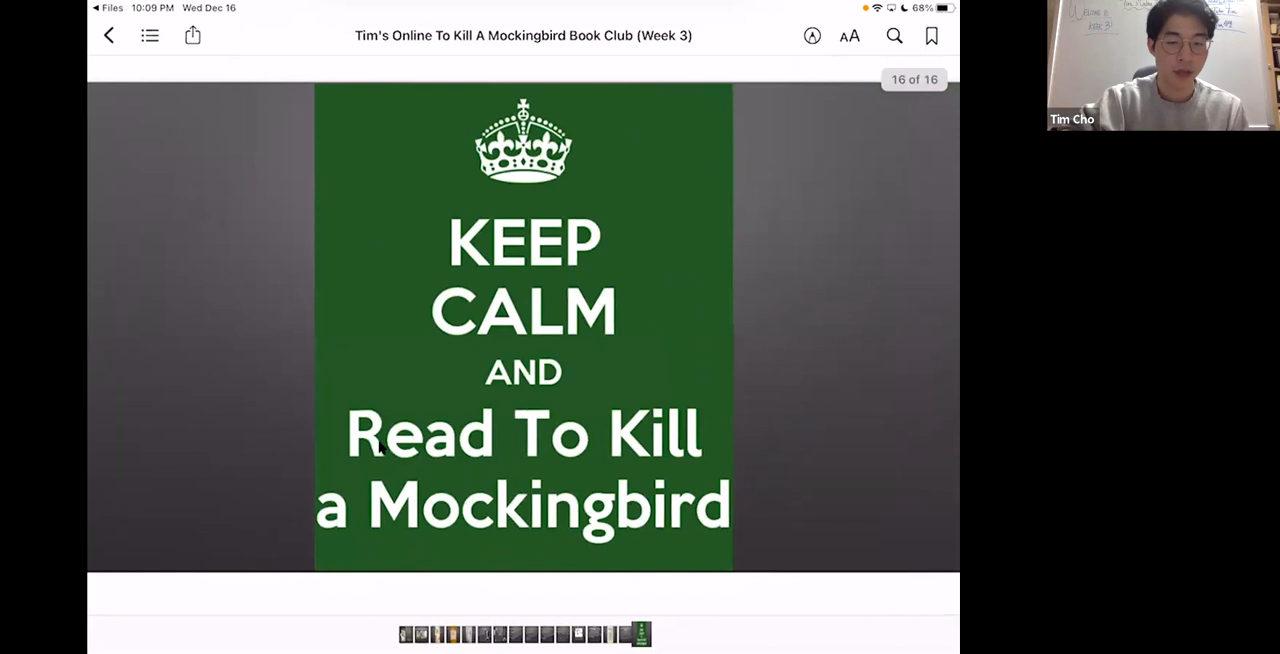 Files 10:09 PM Wed Dec 16
68%
Tim's Online To Kill A Mockingbird Book Club (Week 3)
AA
16 of 16
KEEP
CALM
AND
Read To Kill
a Mockingbird
Tim Cho